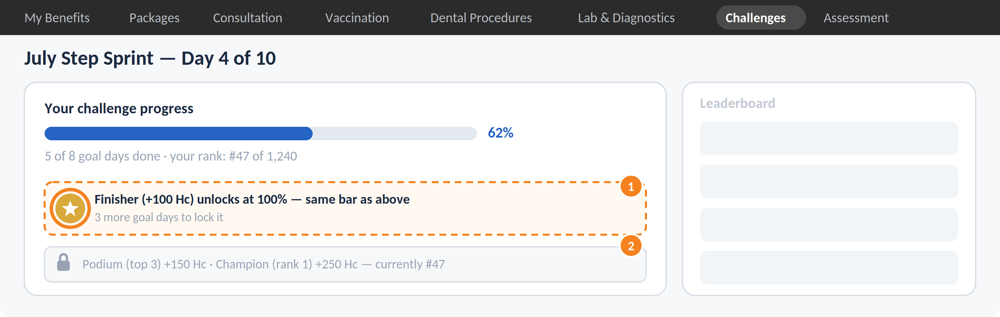 My Benefits Packages Consultation Vaccination Dental Procedures Lab & Diagnostics Challenges Assessment
July Step Sprint — Day 4 of 10
Your challenge progress
62%
5 of 8 goal days done · your rank: #47 of 1,240
1
Finisher (+100 Hc) unlocks at 100% — same bar as above
3 more goal days to lock it
2
Podium (top 3) +150 Hc · Champion (rank 1) +250 Hc — currently #47
Leaderboard